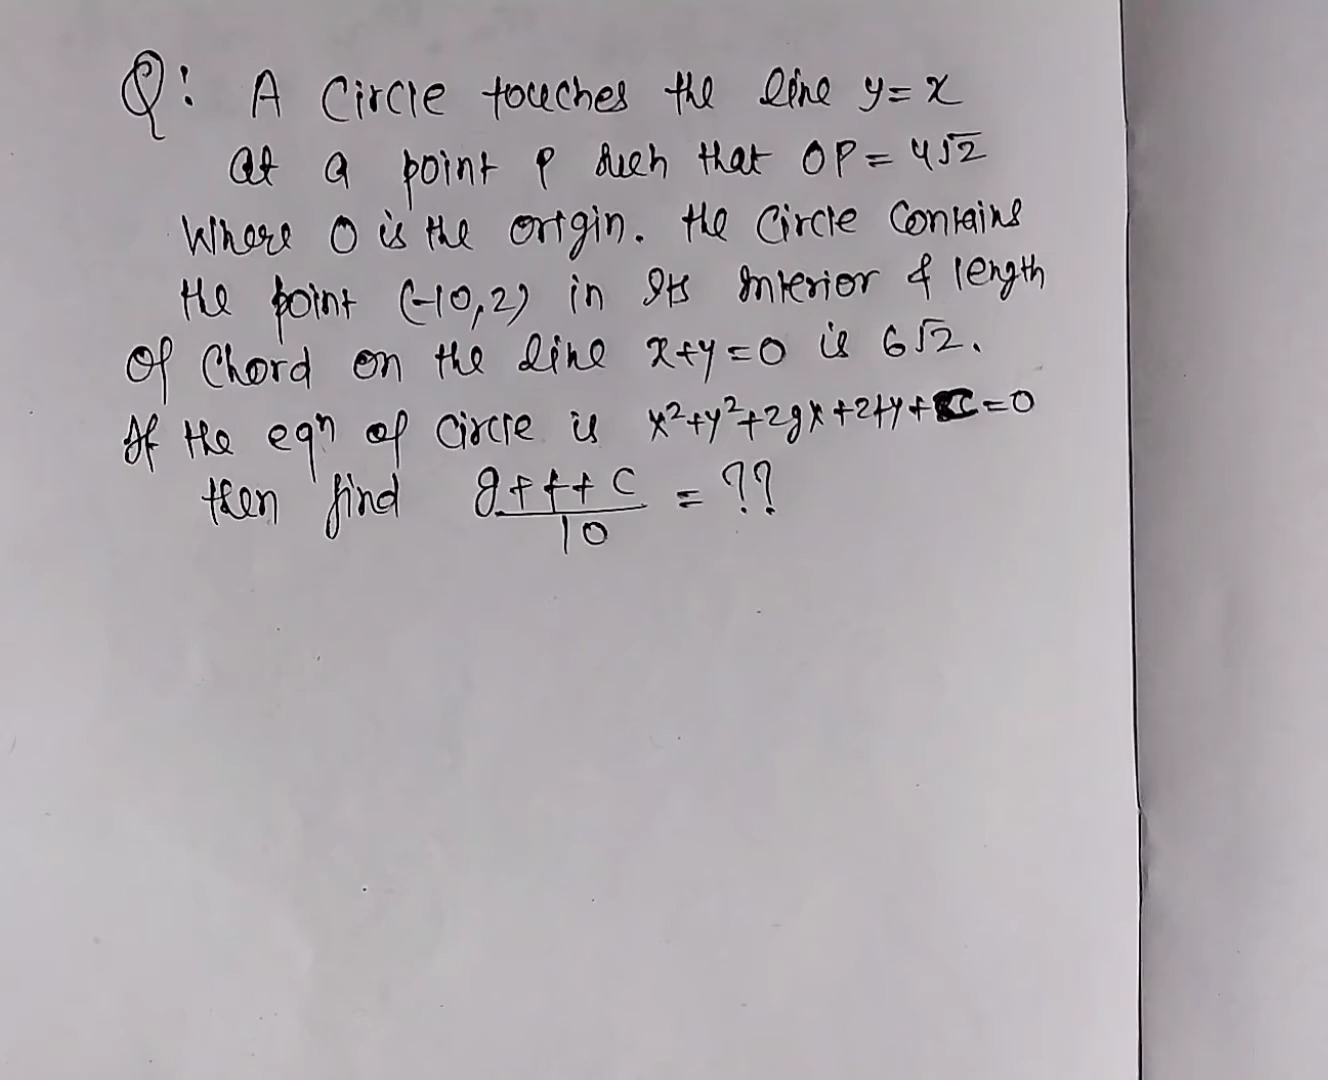 Q: A Circle touches the line y=x
at a point P such that OP = 4√2
Where O is the origin. the Circle Contains
the point (-10,2) in Its Interior & length
Of Chord on the line x+y=0 is 6√2.
If the eqⁿ of Circle is x²+y²+2gx+2fy+C=0
then find g+f+C/10 = ??